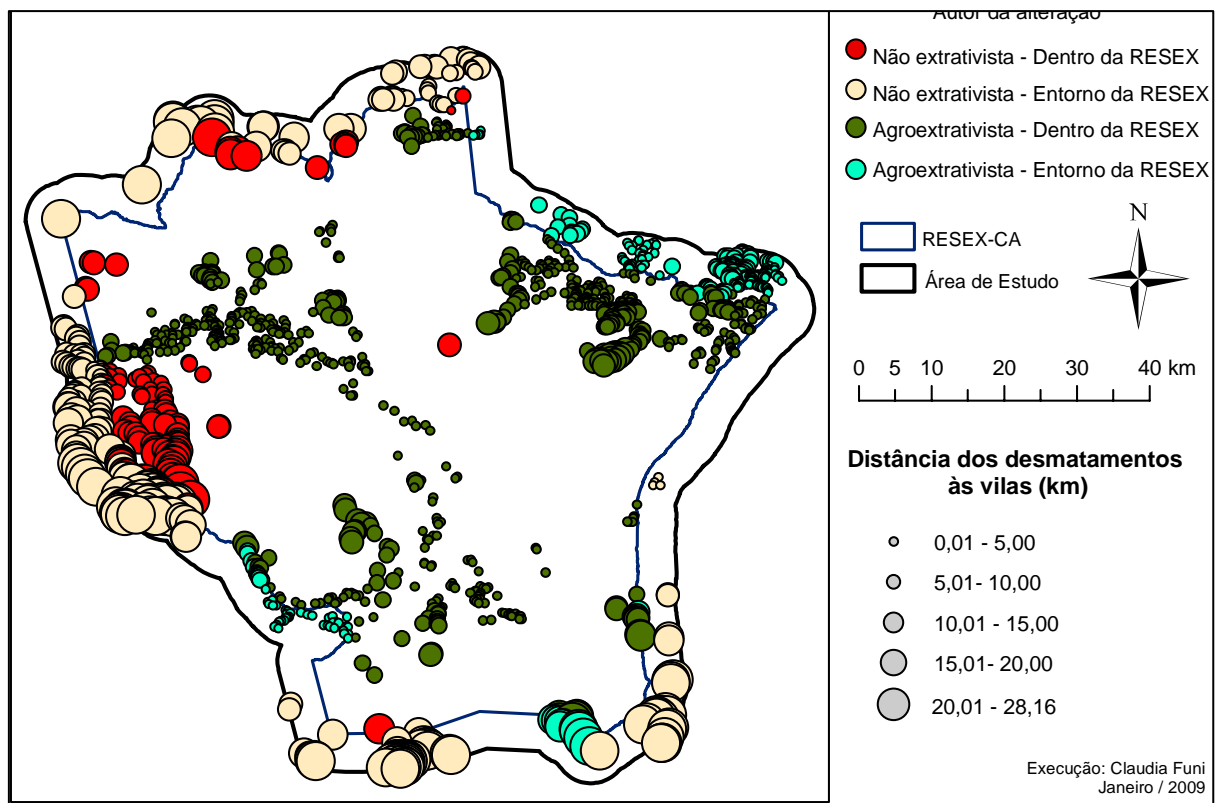 Autor da alteração
Não extrativista - Dentro da RESEX
Não extrativista - Entorno da RESEX
Agroextrativista - Dentro da RESEX
Agroextrativista - Entorno da RESEX
N
RESEX-CA
Área de Estudo
0 5 10 20 30 40 km
Distância dos desmatamentos
às vilas (km)
0,01 - 5,00
5,01- 10,00
10,01 - 15,00
15,01- 20,00
20,01 - 28,16
Execução: Claudia Funi
Janeiro / 2009